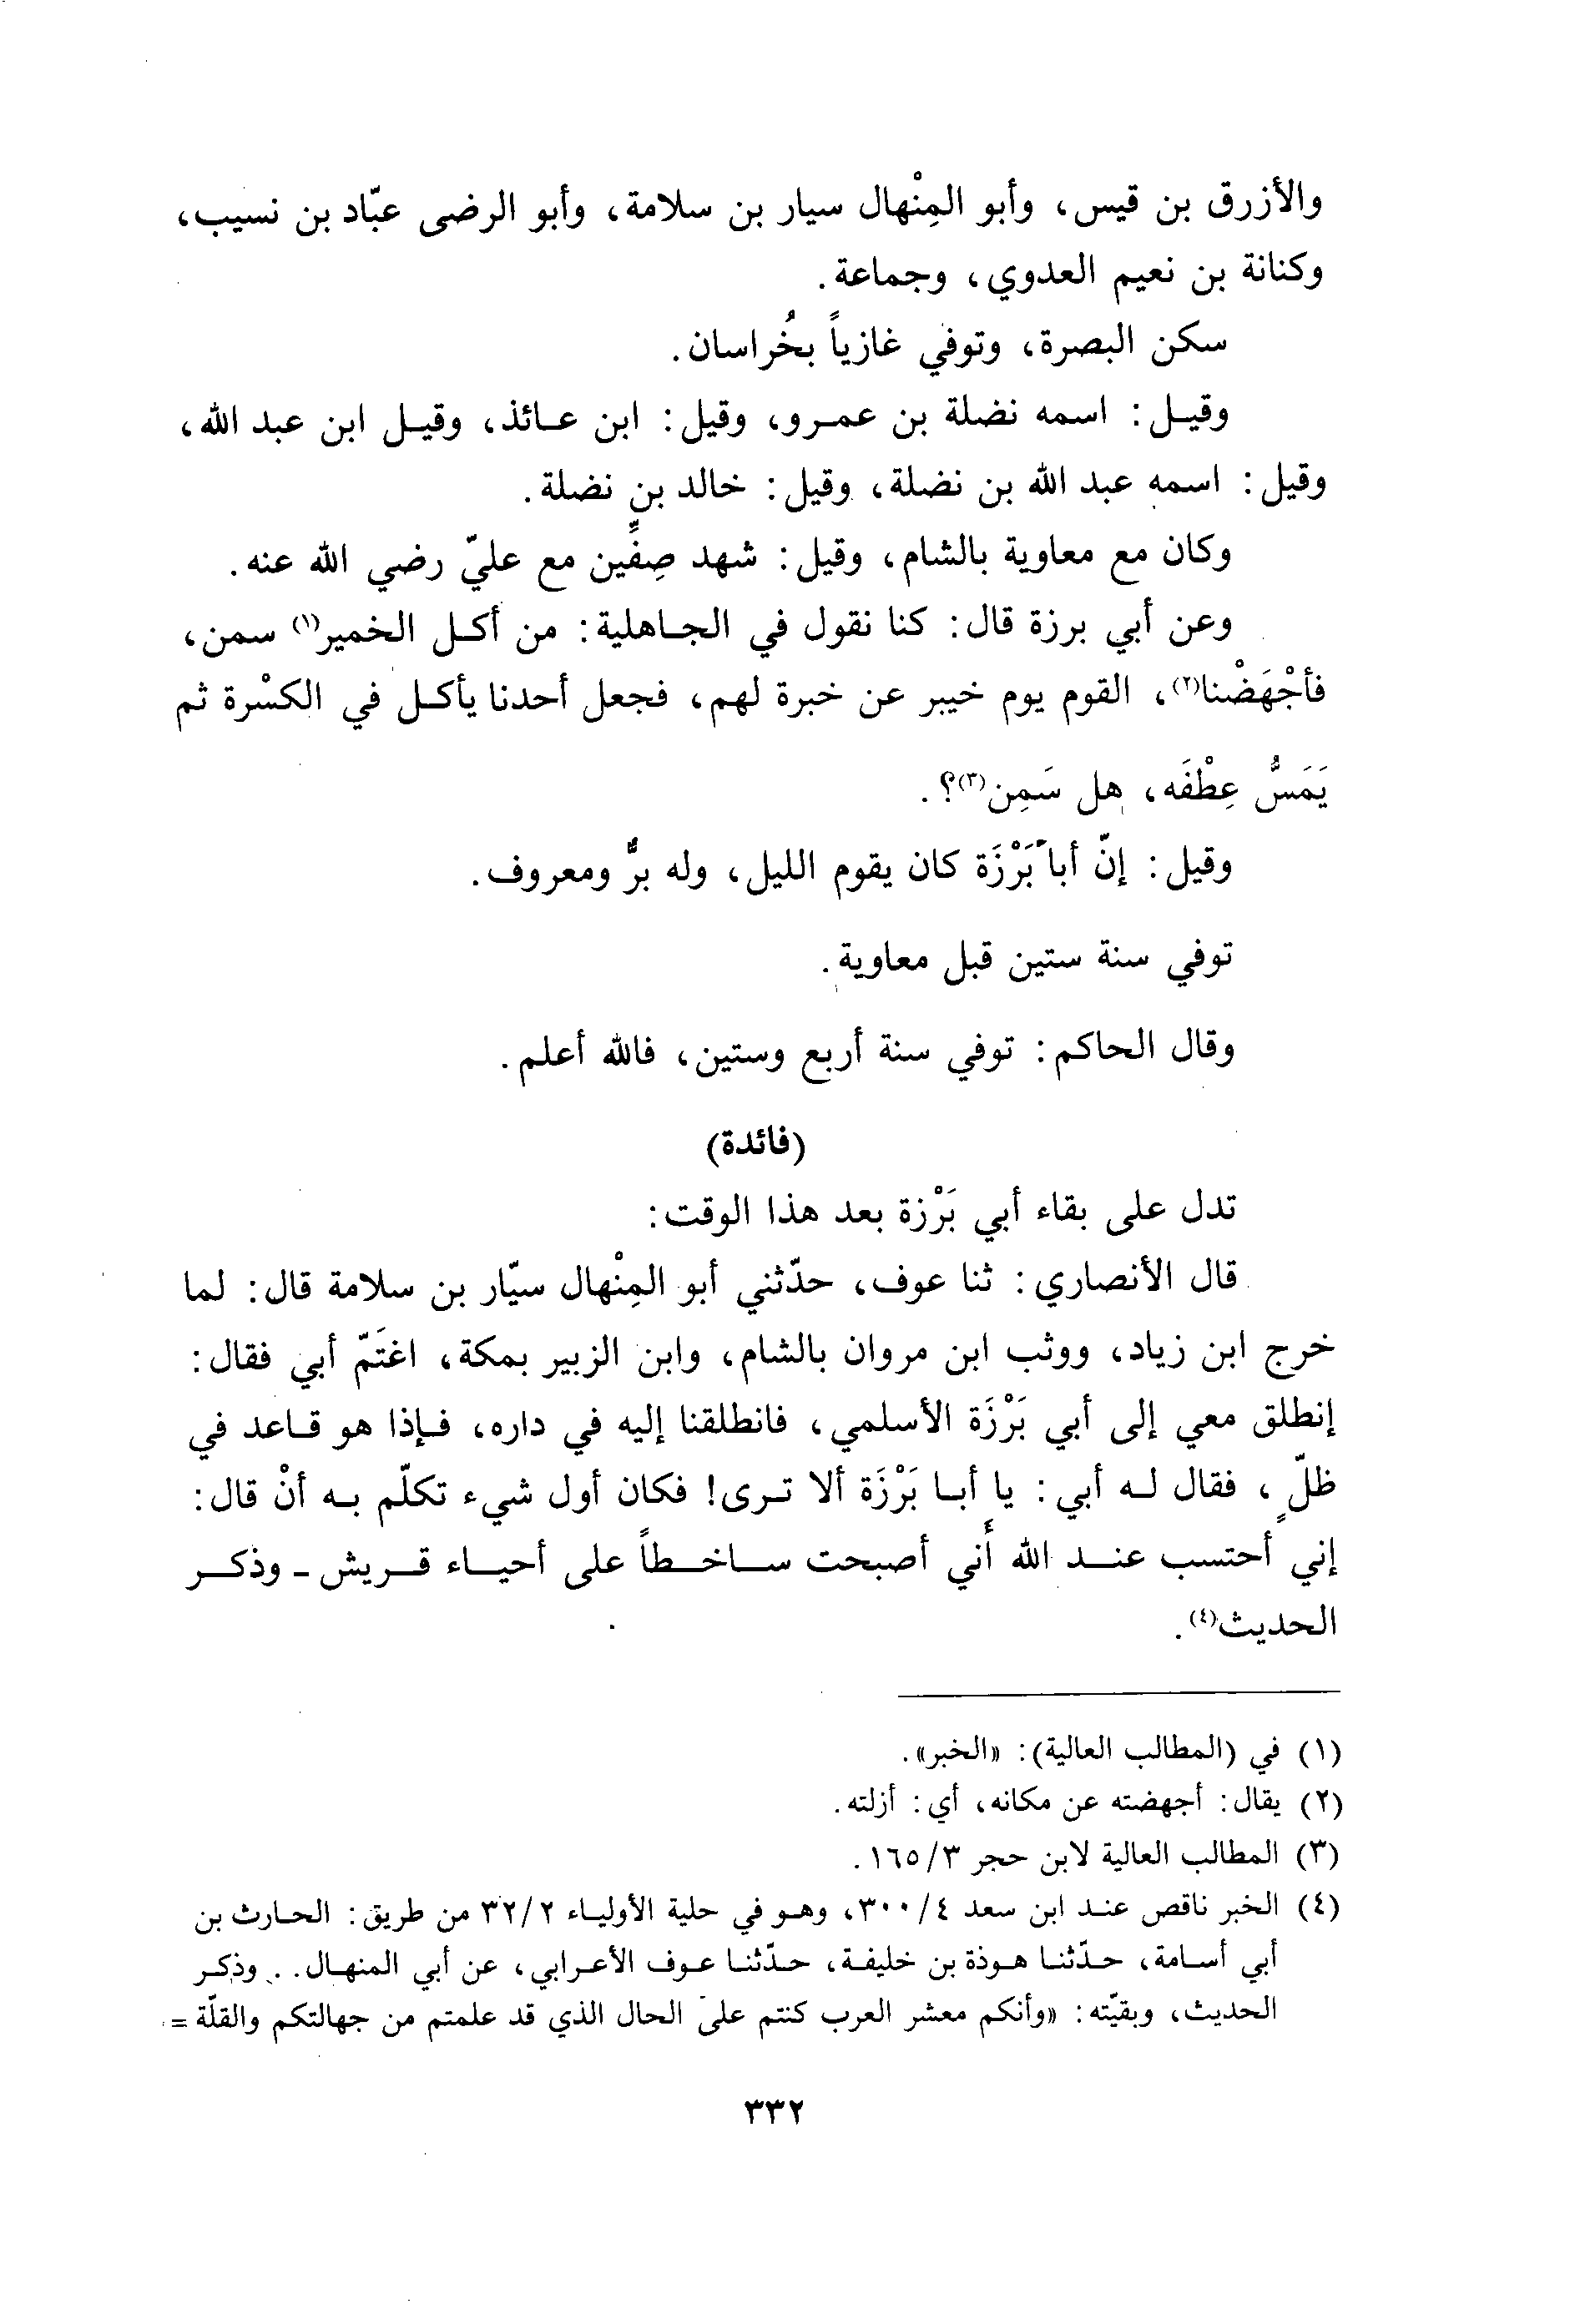 والأزرق بن قيس، وأبو المِنْهال سيار بن سلامة، وأبو الرضى عبّاد بن نسيب،
وكنانة بن نعيم العدوي، وجماعة.
سكن البصرة، وتوفي غازياً بخُراسان.
وقيل: اسمه نضلة بن عمرو، وقيل: ابن عائذ، وقيل ابن عبد الله،
وقيل: اسمه عبد الله بن نضلة، وقيل: خالد بن نضلة.
وكان مع معاوية بالشام، وقيل: شهد صِفِّين مع عليّ رضي الله عنه.
وعن أبي برزة قال: كنا نقول في الجاهلية: من أكل الخمير(١) سمن،
فأجْهَضْنا(٢)، القوم يوم خيبر عن خبرة لهم، فجعل أحدنا يأكل في الكسْرة ثم
يَمَسُّ عِطْفَه، هل سَمِن(٣)؟.
وقيل: إنّ أبا بَرْزَة كان يقوم الليل، وله برٌّ ومعروف.
توفي سنة ستين قبل معاوية.
وقال الحاكم: توفي سنة أربع وستين، فالله أعلم.
(فائدة)
تدل على بقاء أبي بَرْزة بعد هذا الوقت:
قال الأنصاري: ثنا عوف، حدّثني أبو المِنْهال سيّار بن سلامة قال: لما
خرج ابن زياد، ووثب ابن مروان بالشام، وابن الزبير بمكة، اغتَمّ أبي فقال:
إنطلق معي إلى أبي بَرْزَة الأسلمي، فانطلقنا إليه في داره، فإذا هو قاعد في
ظلّ، فقال له أبي: يا أبا بَرْزَة ألا ترى! فكان أول شيء تكلّم به أنْ قال:
إني أحتسب عند الله أني أصبحت ساخطاً على أحياء قريش - وذكر
الحديث(٤).
(١) في (المطالب العالية): «الخبر».
(٢) يقال: أجهضته عن مكانه، أي: أزلته.
(٣) المطالب العالية لابن حجر ١٦٥/٣.
(٤) الخبر ناقص عند ابن سعد ٣٠٠/٤، وهو في حلية الأولياء ٣٢/٢ من طريق: الحارث بن
أبي أسامة، حدّثنا هوذة بن خليفة، حدّثنا عوف الأعرابي، عن أبي المنهال.. وذكر
الحديث، وبقيّته: «وأنكم معشر العرب كنتم على الحال الذي قد علمتم من جهالتكم والقلّة =
٣٣٢